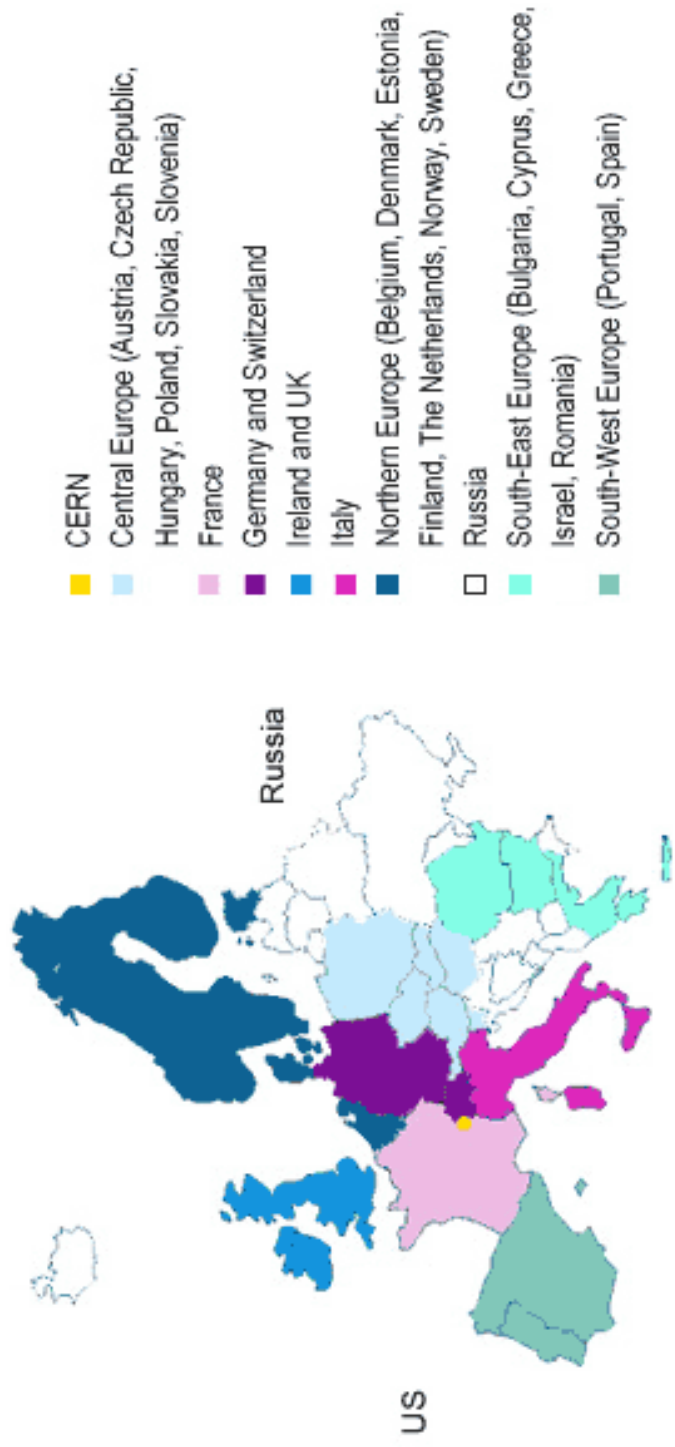 CERN
Central Europe (Austria, Czech Republic,
Hungary, Poland, Slovakia, Slovenia)
France
Germany and Switzerland
Ireland and UK
Italy
Northern Europe (Belgium, Denmark, Estonia,
Finland, The Netherlands, Norway, Sweden)
Russia
South-East Europe (Bulgaria, Cyprus, Greece,
Israel, Romania)
South-West Europe (Portugal, Spain)
Russia
US